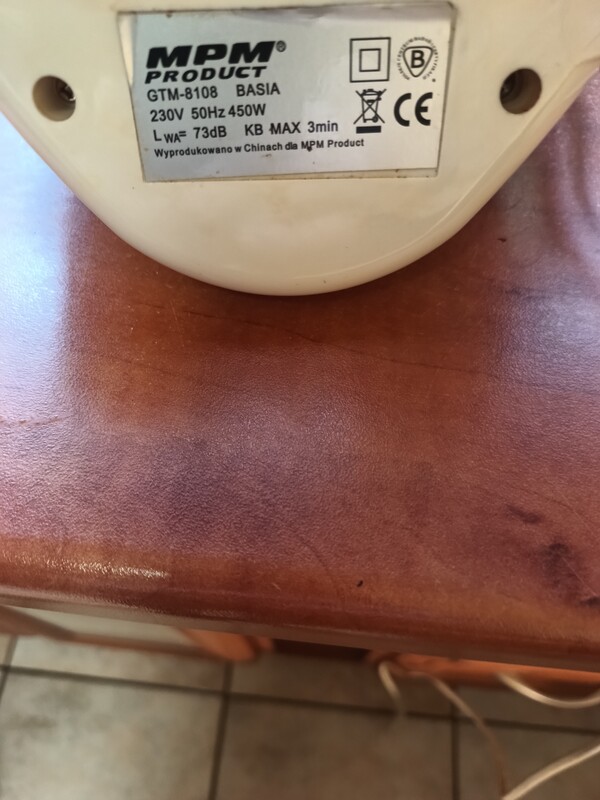 MPM®
PRODUCT
GTM-8108 BASIA
230V 50Hz 450W
LWA= 73dB KB MAX 3min
Wyprodukowano w Chinach dla MPM Product
B
CE